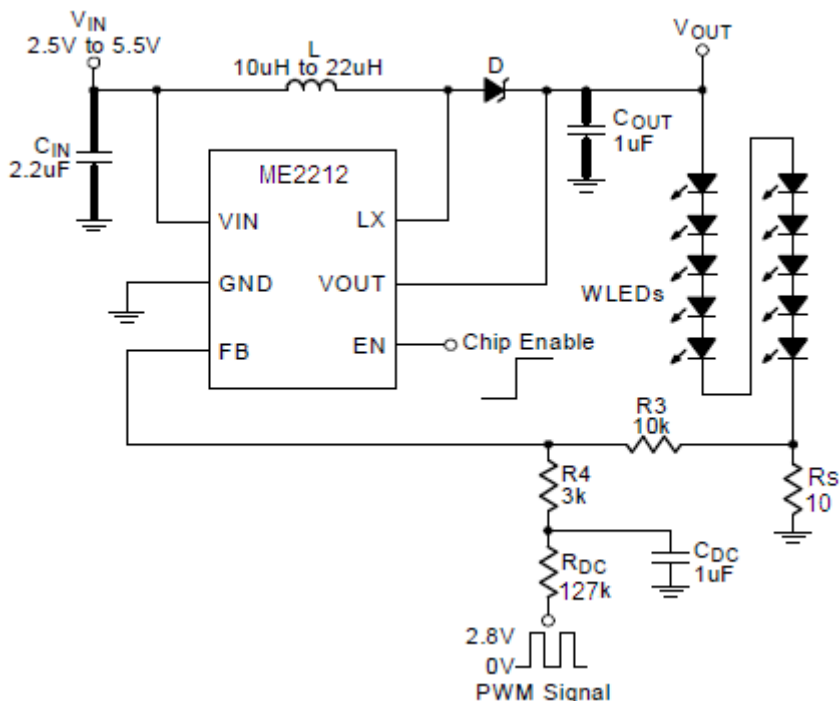 VIN
2.5V to 5.5V
L
10uH to 22uH
D
VOUT
CIN
2.2uF
COUT
1uF
ME2212
VIN
LX
GND
VOUT
FB
EN
Chip Enable
WLEDs
R3
10k
R4
3k
Rs
10
RDC
127k
CDC
1uF
2.8V
0V
PWM Signal